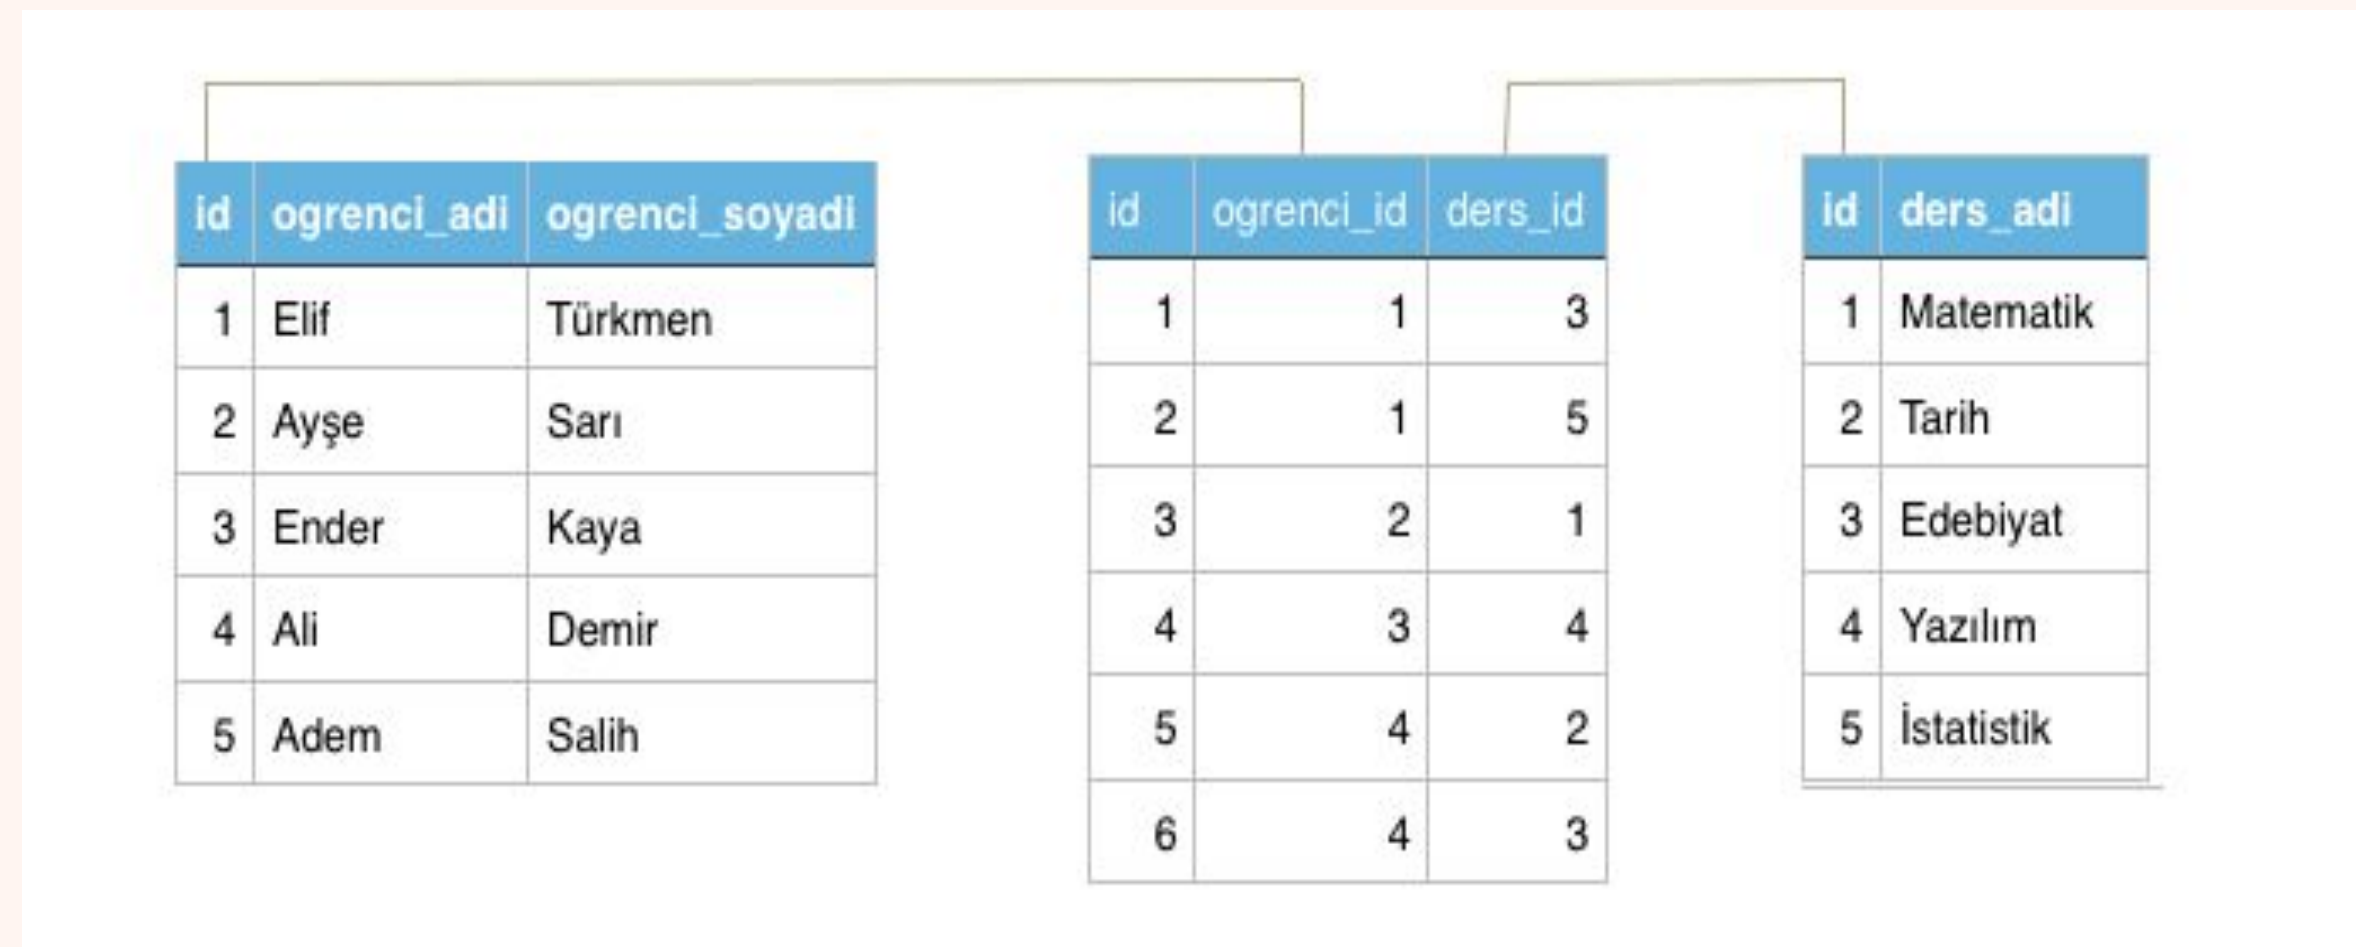 id ogrenci_adi ogrenci_soyadi
1 Elif Türkmen
2 Ayşe Sarı
3 Ender Kaya
4 Ali Demir
5 Adem Salih
id ogrenci_id ders_id
1 1 3
2 1 5
3 2 1
4 3 4
5 4 2
6 4 3
id ders_adi
1 Matematik
2 Tarih
3 Edebiyat
4 Yazılım
5 İstatistik